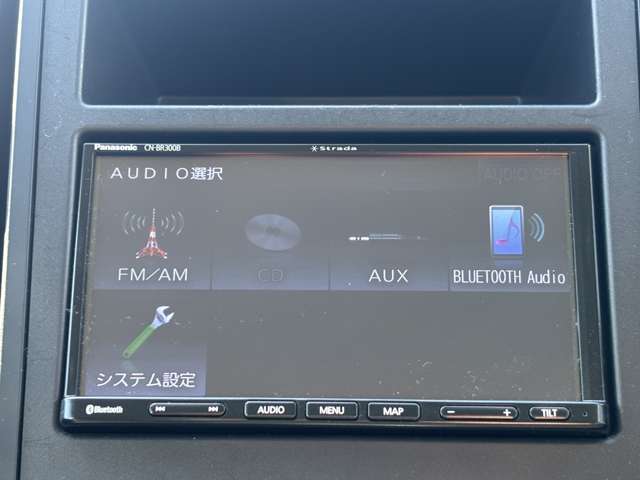 Panasonic CN-BR300B Strada
AUDIO選択 AUDIO OFF
FM/AM CD AUX BLUETOOTH Audio
システム設定
Bluetooth AUDIO MENU MAP − + TILT